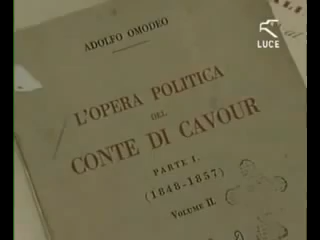 ADOLFO OMODEO
L'OPERA POLITICA
DEL
CONTE DI CAVOUR
PARTE I.
(1848-1857)
VOLUME II.
LUCE